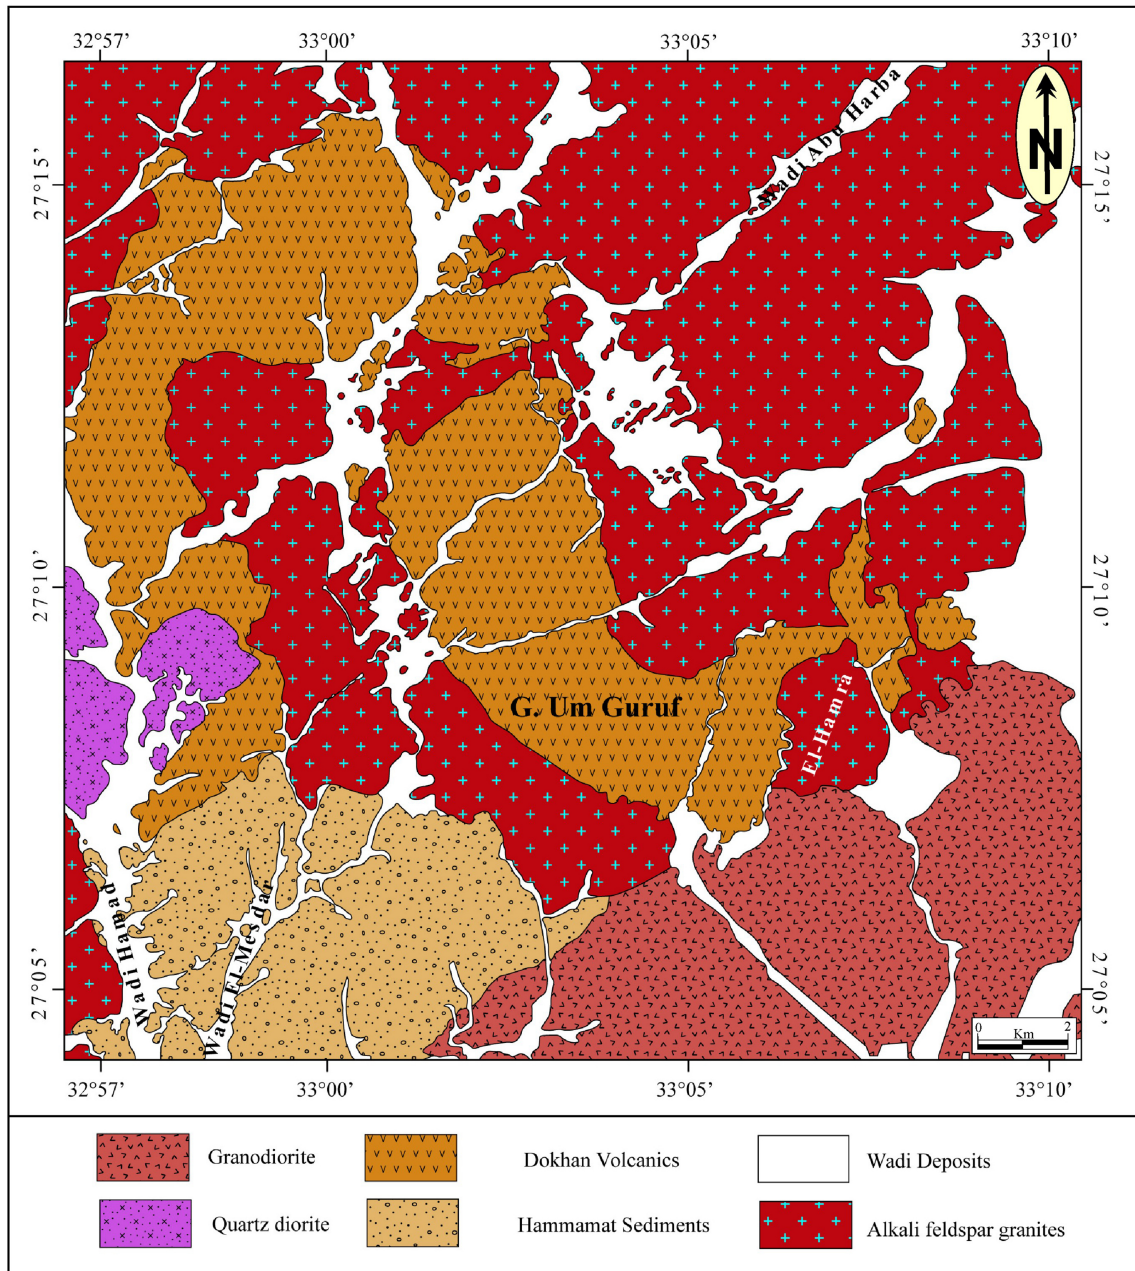 32°57’ 33°00’ 33°05’ 33°10’
N
Wadi Abu Harba
27°15’ 27°15’
27°10’ 27°10’
G. Um Guruf
El-Hamra
Wadi Hamad
Wadi El-Mesdar
27°05’ 27°05’
0 Km 2
32°57’ 33°00’ 33°05’ 33°10’
Granodiorite Dokhan Volcanics Wadi Deposits
Quartz diorite Hammamat Sediments Alkali feldspar granites